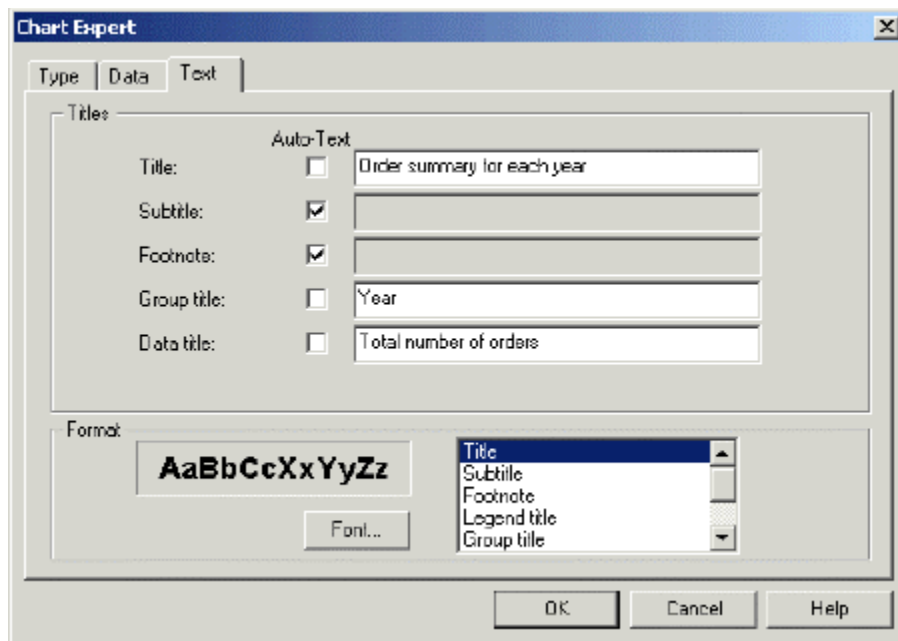 Chart Expert
Type Data Text
Titles
Auto-Text
Title: Order summary for each year
Subtitle:
Footnote:
Group title: Year
Data title: Total number of orders
Format
AaBbCcXxYyZz
Title
Subtitle
Footnote
Legend title
Group title
Font...
OK Cancel Help